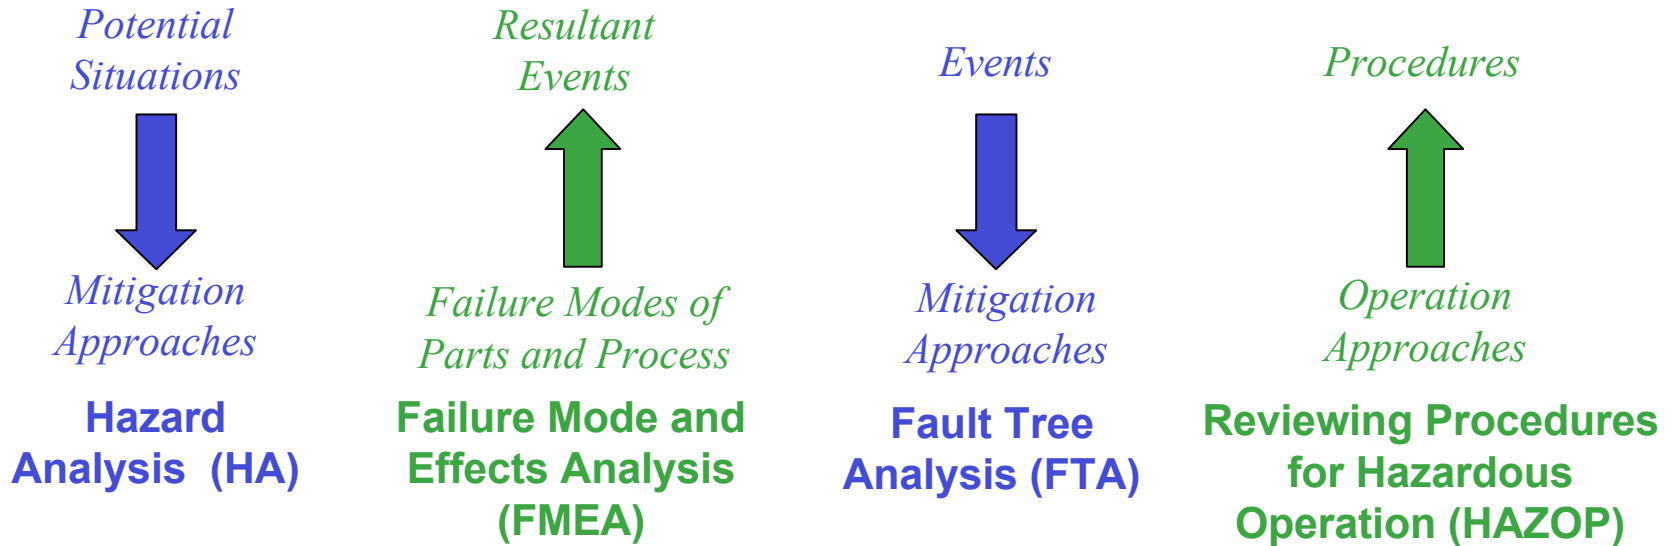 Potential
Situations
Mitigation
Approaches
Hazard
Analysis (HA)
Resultant
Events
Failure Modes of
Parts and Process
Failure Mode and
Effects Analysis
(FMEA)
Events
Mitigation
Approaches
Fault Tree
Analysis (FTA)
Procedures
Operation
Approaches
Reviewing Procedures
for Hazardous
Operation (HAZOP)